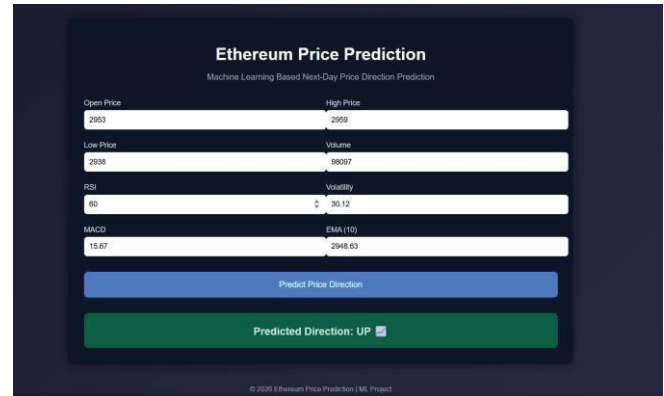 Ethereum Price Prediction
Machine Learning Based Next-Day Price Direction Prediction
Open Price High Price
2953 2959
Low Price Volume
2938 98097
RSI Volatility
60 30.12
MACD EMA (10)
15.67 2948.63
Predict Price Direction
Predicted Direction: UP 📈
© 2026 Ethereum Price Prediction | ML Project